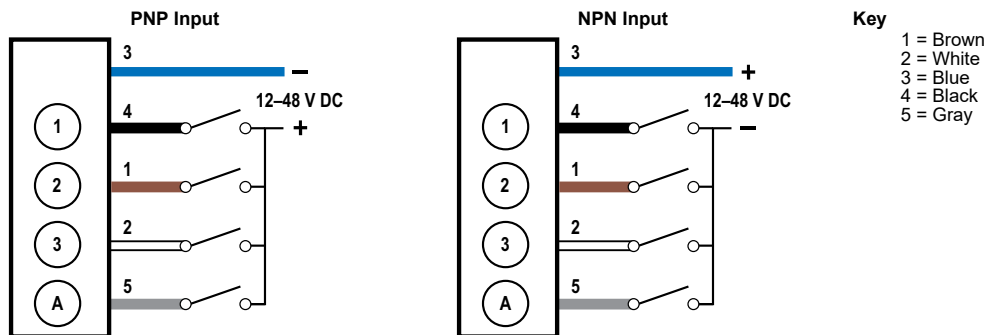 PNP Input
3
–
12–48 V DC
1
4
+
2
1
3
2
A
5
NPN Input
3
+
12–48 V DC
1
4
–
2
1
3
2
A
5
Key
1 = Brown
2 = White
3 = Blue
4 = Black
5 = Gray